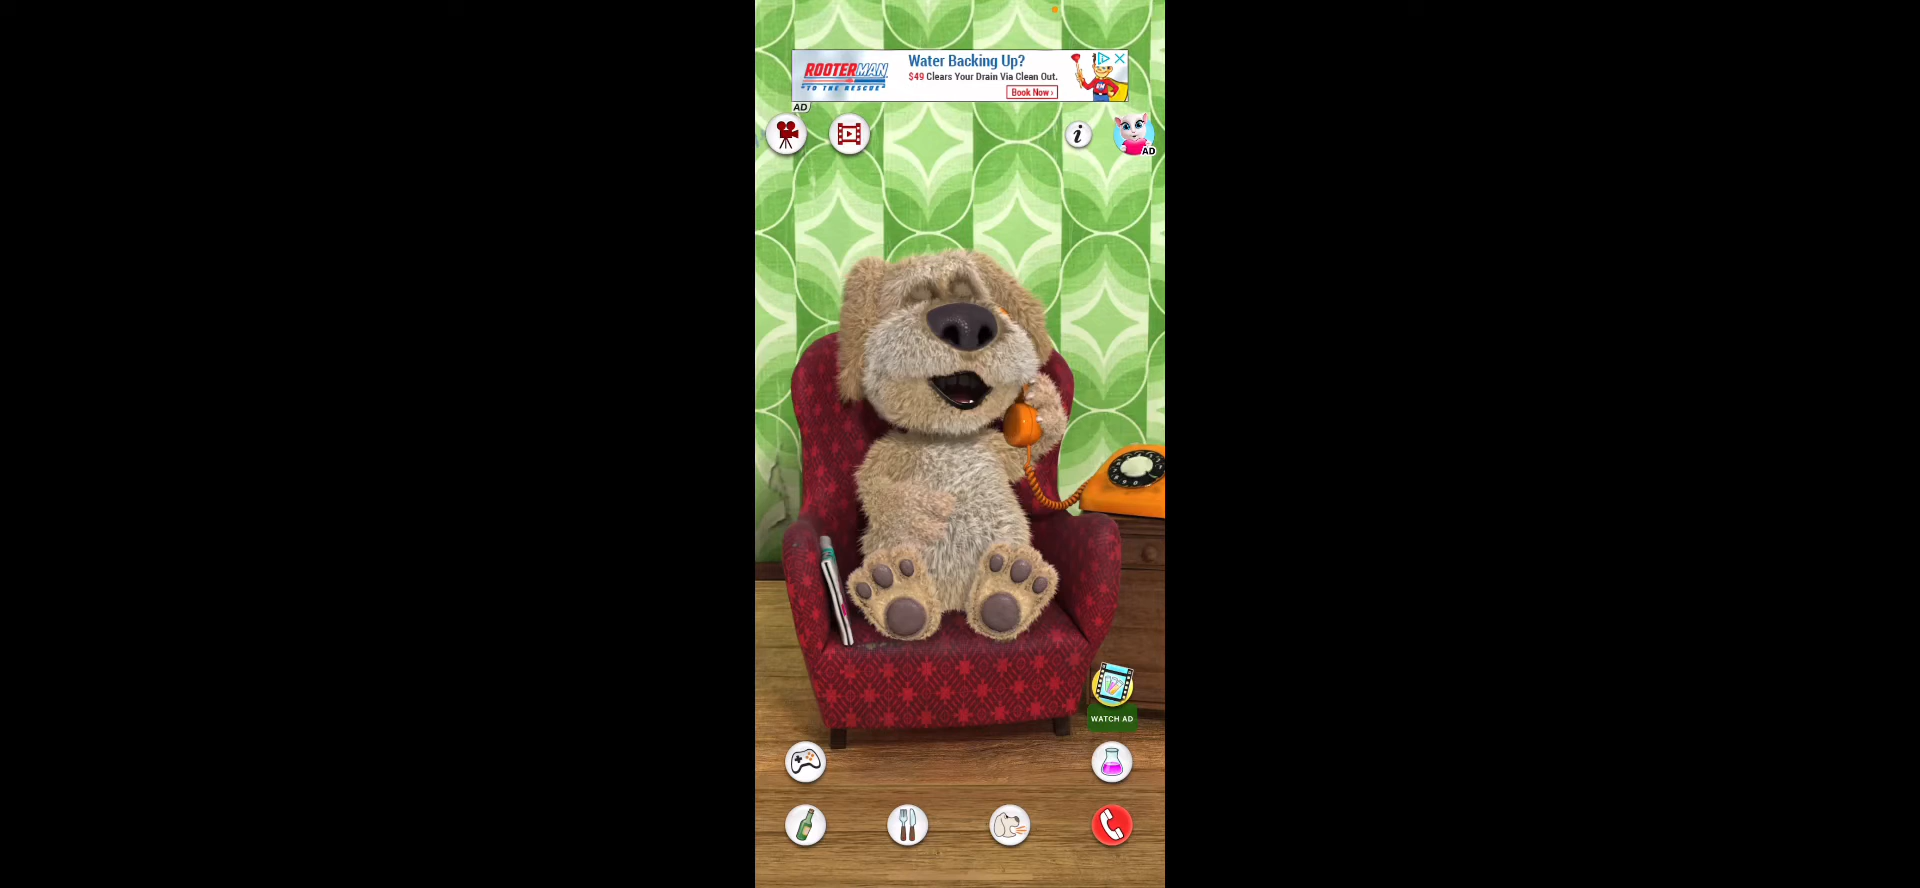 ROOTERMAN
"TO THE RESCUE"
Water Backing Up?
$49 Clears Your Drain Via Clean Out.
Book Now ›
AD
i
AD
WATCH AD